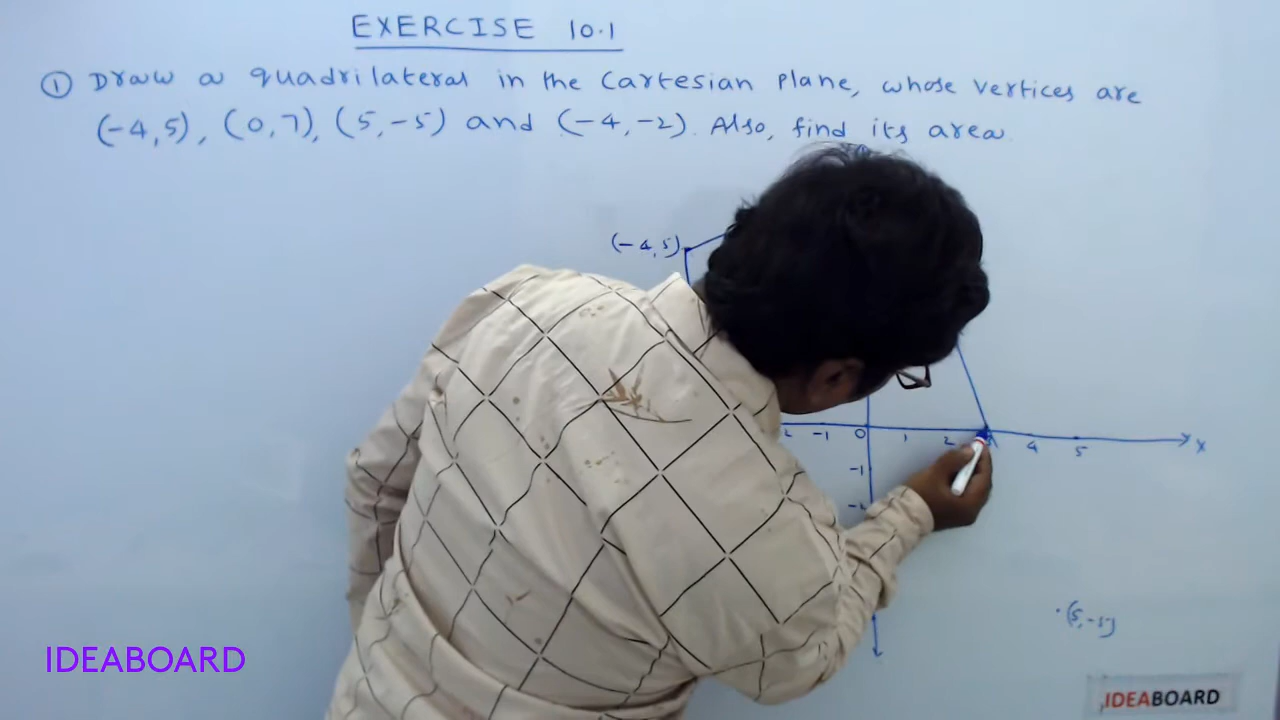 EXERCISE 10.1
① Draw a quadrilateral in the Cartesian Plane, whose vertices are
(-4,5), (0,7), (5,-5) and (-4,-2). Also, find its area.
(-4,5)
2 -1 0 1 2 4 5 X
-1
-2
(5,-5)
IDEABOARD
IDEABOARD